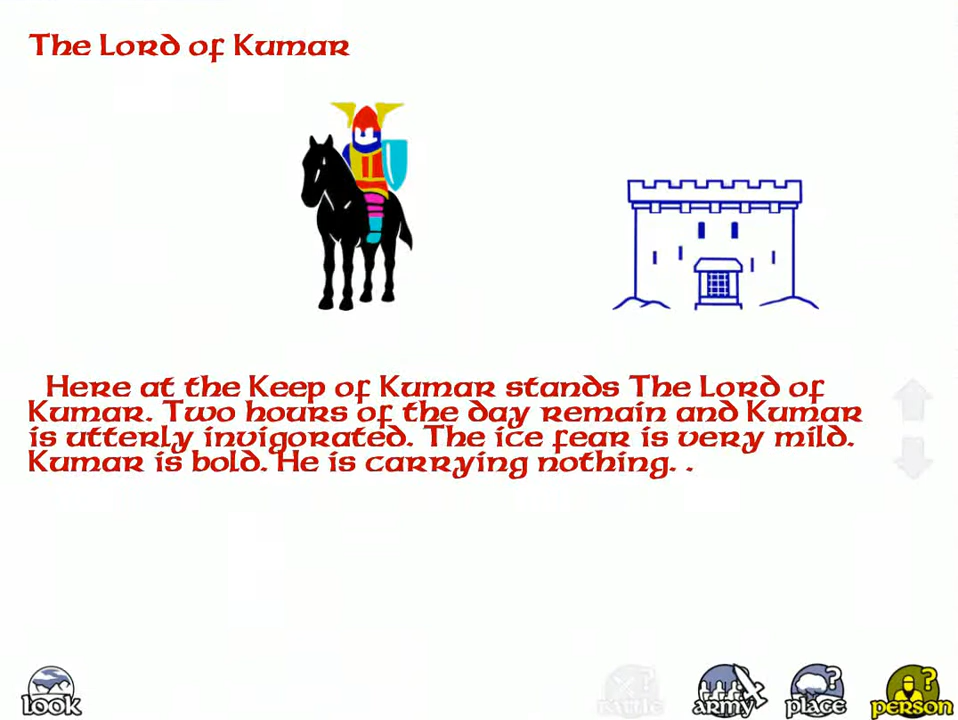 The Lord of Kumar
Here at the Keep of Kumar stands The Lord of
Kumar. Two hours of the day remain and Kumar
is utterly invigorated. The ice fear is very mild.
Kumar is bold. He is carrying nothing. .
look
battle
army
place
person